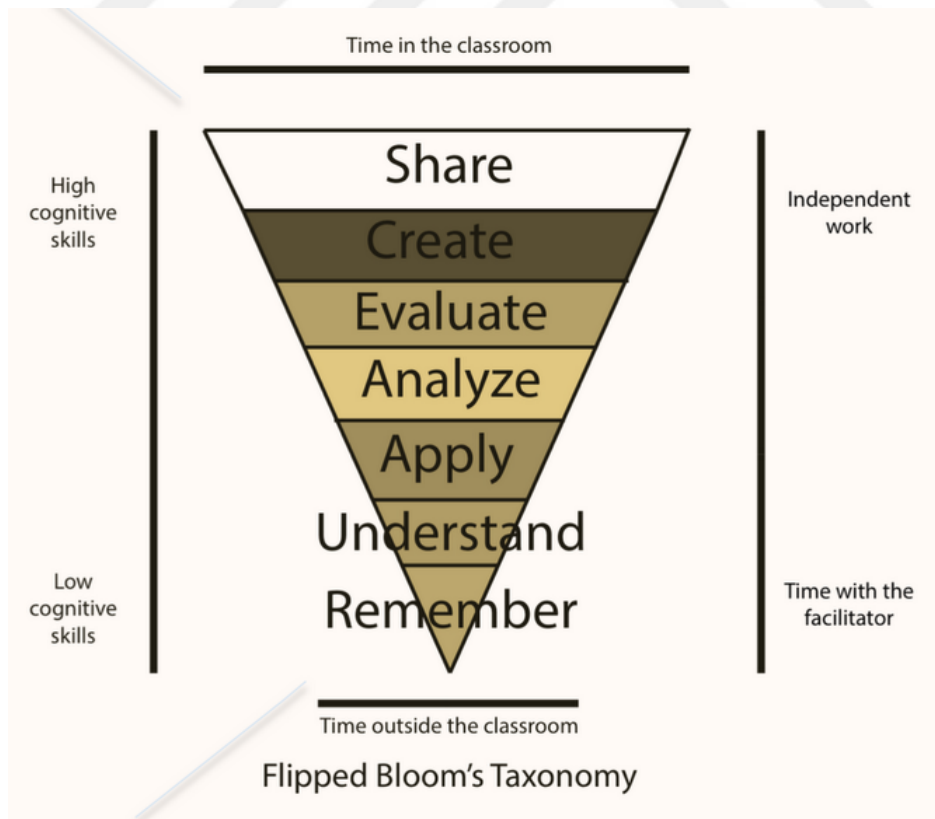 Time in the classroom
Share
High
cognitive
skills
Create
Independent
work
Evaluate
Analyze
Apply
Understand
Low
cognitive
skills
Remember
Time with the
facilitator
Time outside the classroom
Flipped Bloom's Taxonomy